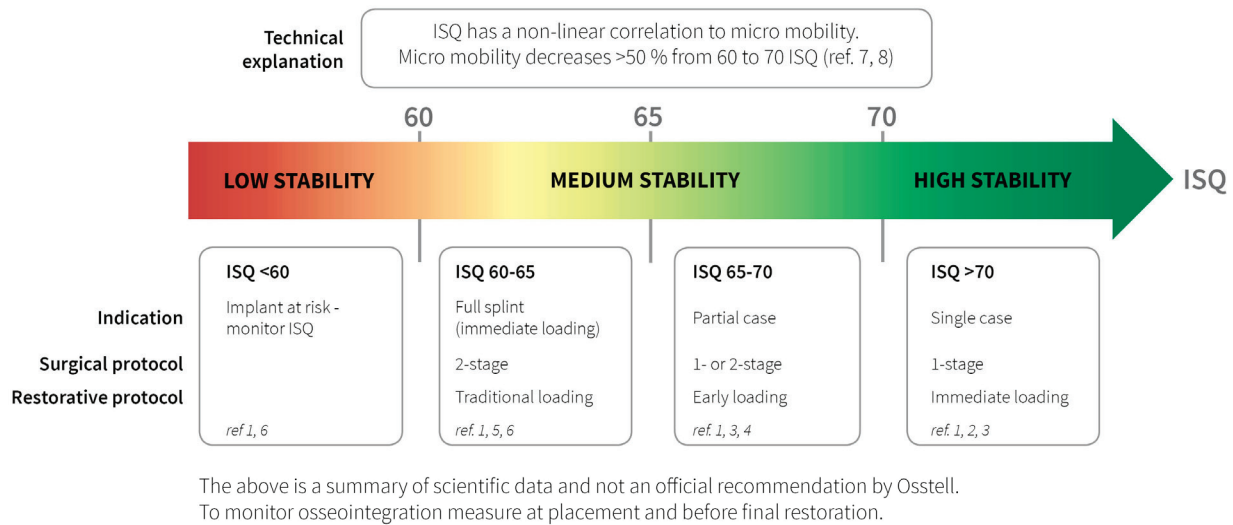 Technical
explanation
ISQ has a non-linear correlation to micro mobility.
Micro mobility decreases >50 % from 60 to 70 ISQ (ref. 7, 8)
60 65 70
LOW STABILITY MEDIUM STABILITY HIGH STABILITY ISQ
ISQ <60 ISQ 60-65 ISQ 65-70 ISQ >70
Indication
Implant at risk -
monitor ISQ
Full splint
(immediate loading)
Partial case
Single case
Surgical protocol 2-stage 1- or 2-stage 1-stage
Restorative protocol Traditional loading Early loading Immediate loading
ref 1, 6 ref. 1, 5, 6 ref. 1, 3, 4 ref. 1, 2, 3
The above is a summary of scientific data and not an official recommendation by Osstell.
To monitor osseointegration measure at placement and before final restoration.